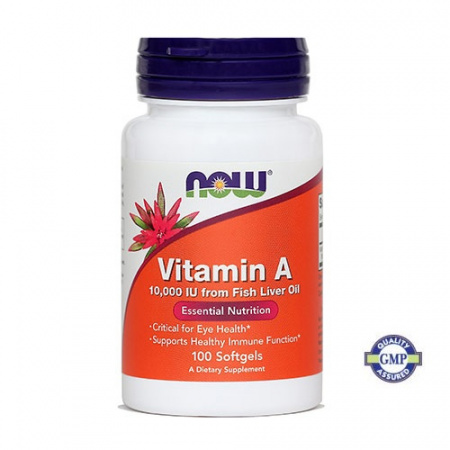 NOW
Vitamin A
10,000 IU from Fish Liver Oil
Essential Nutrition
•Critical for Eye Health*
•Supports Healthy Immune Function*
100 Softgels
A Dietary Supplement
QUALITY
GMP
ASSURED